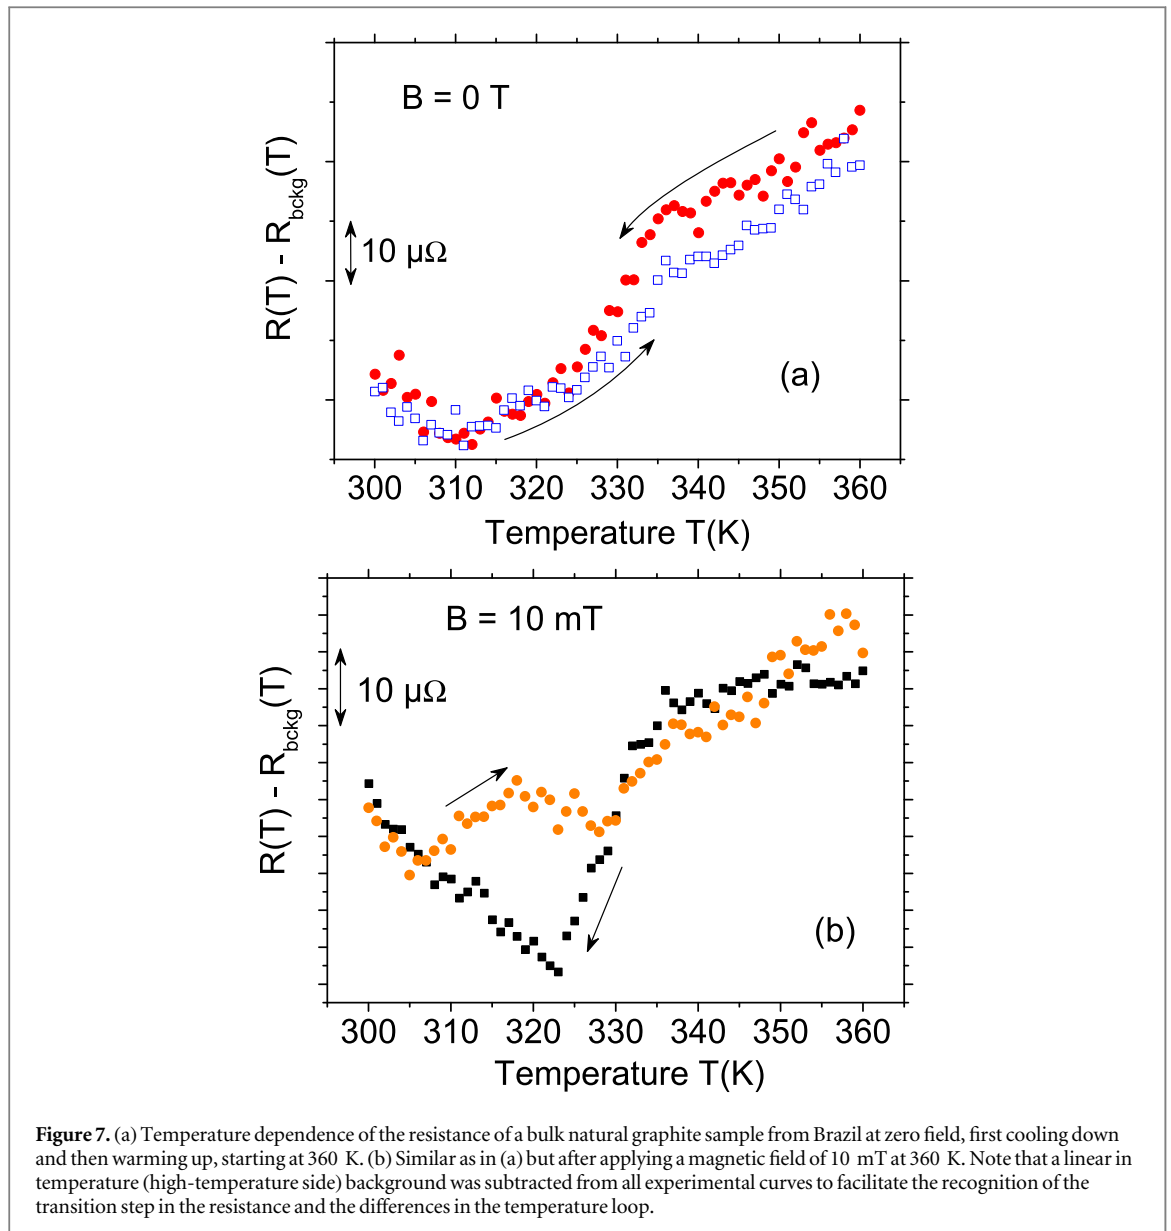 B = 0 T
R(T) - R_bckg(T)
10 μΩ
(a)
300 310 320 330 340 350 360
Temperature T(K)
B = 10 mT
R(T) - R_bckg(T)
10 μΩ
(b)
300 310 320 330 340 350 360
Temperature T(K)
Figure 7. (a) Temperature dependence of the resistance of a bulk natural graphite sample from Brazil at zero field, first cooling down
and then warming up, starting at 360 K. (b) Similar as in (a) but after applying a magnetic field of 10 mT at 360 K. Note that a linear in
temperature (high-temperature side) background was subtracted from all experimental curves to facilitate the recognition of the
transition step in the resistance and the differences in the temperature loop.